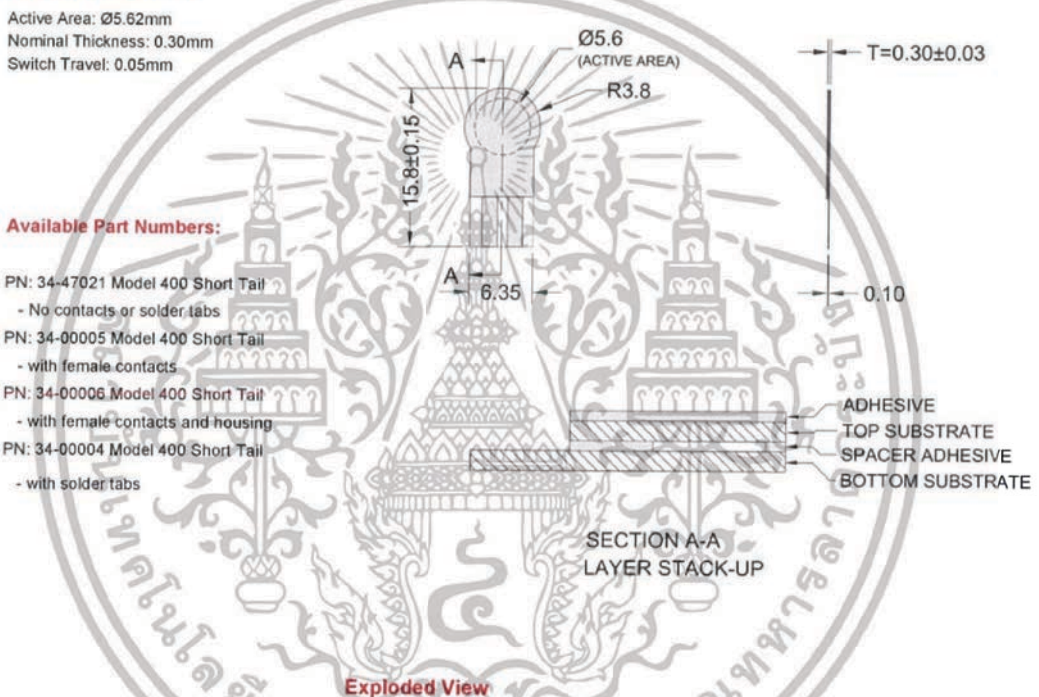 Active Area: Ø5.62mm
Nominal Thickness: 0.30mm
Switch Travel: 0.05mm
Ø5.6
(ACTIVE AREA)
R3.8
A
15.8±0.15
A
6.35
T=0.30±0.03
0.10
Available Part Numbers:
PN: 34-47021 Model 400 Short Tail
- No contacts or solder tabs
PN: 34-00005 Model 400 Short Tail
- with female contacts
PN: 34-00006 Model 400 Short Tail
- with female contacts and housing
PN: 34-00004 Model 400 Short Tail
- with solder tabs
ADHESIVE
TOP SUBSTRATE
SPACER ADHESIVE
BOTTOM SUBSTRATE
SECTION A-A
LAYER STACK-UP
Exploded View